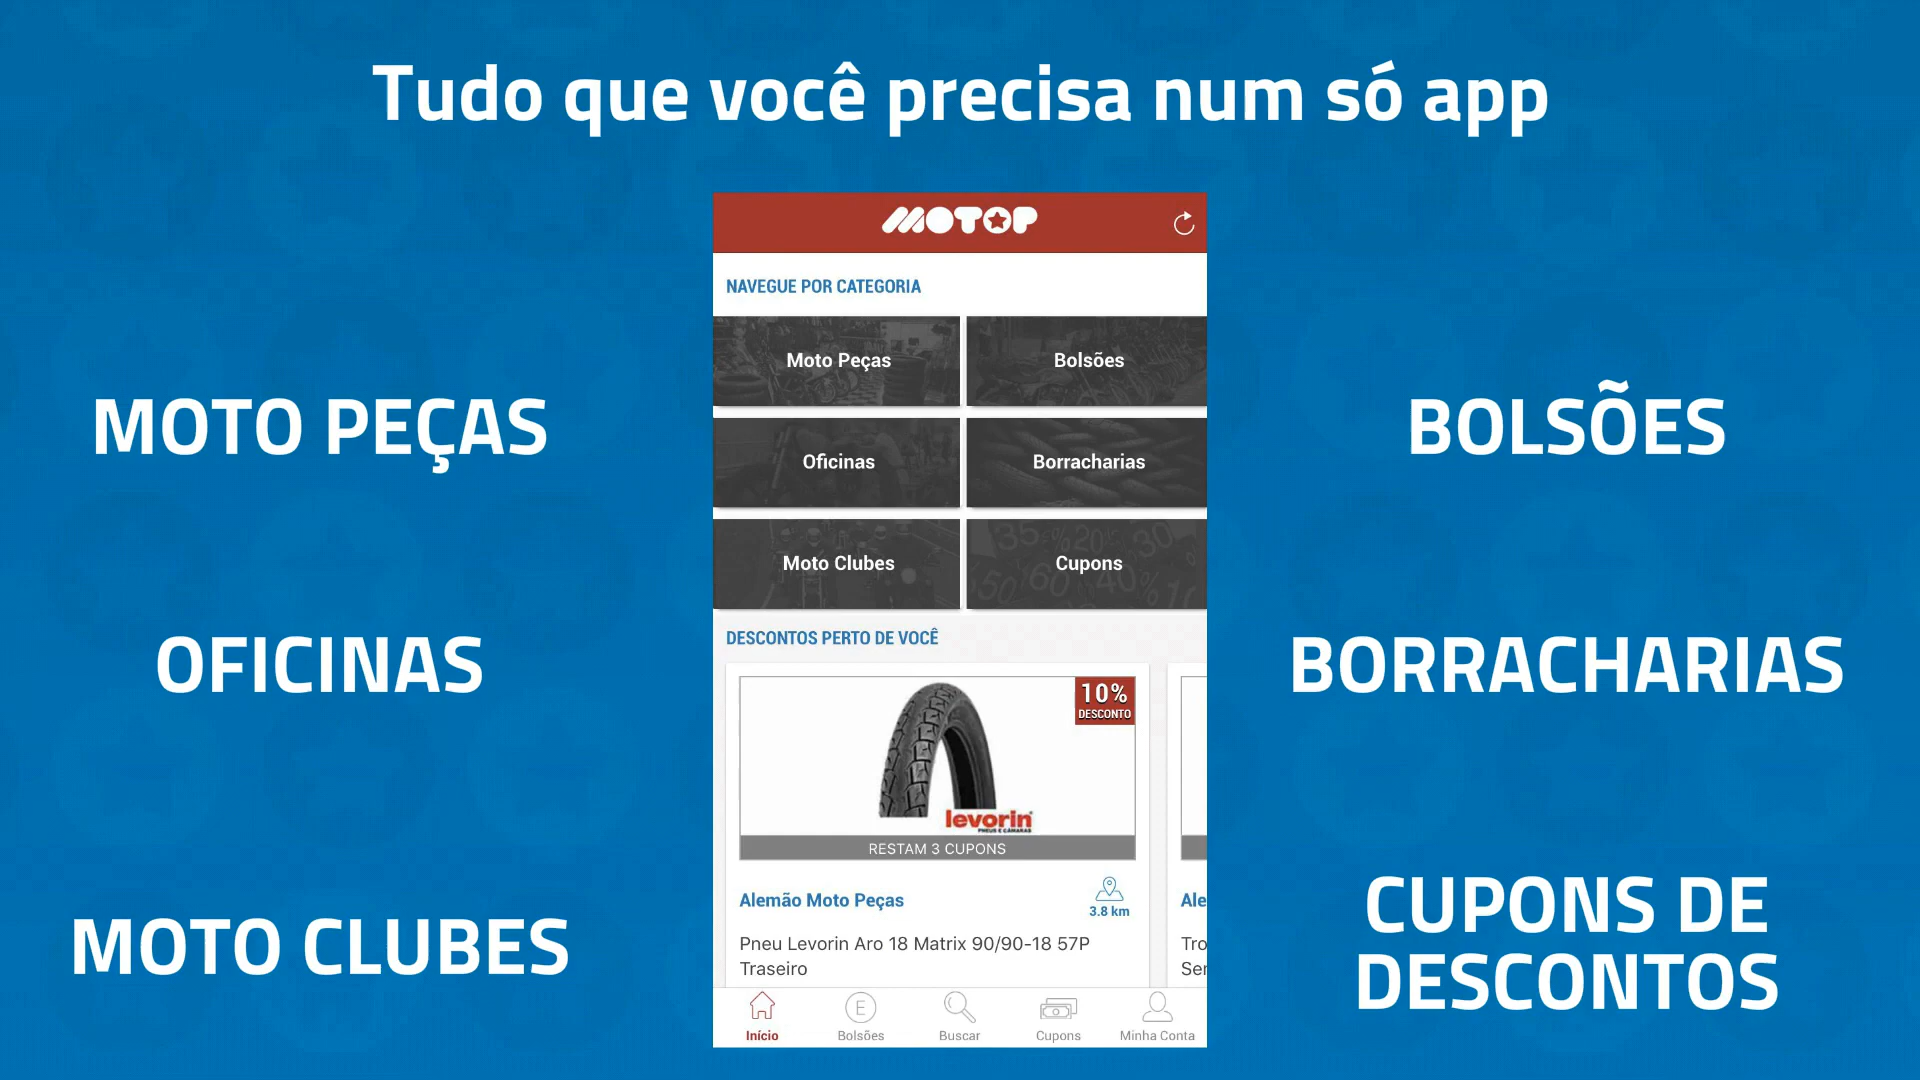 Tudo que você precisa num só app
MOTO PEÇAS
OFICINAS
MOTO CLUBES
MOTOP
NAVEGUE POR CATEGORIA
Moto Peças
Bolsões
Oficinas
Borracharias
Moto Clubes
Cupons
DESCONTOS PERTO DE VOCÊ
10%
DESCONTO
levorin
PNEUS E CÂMARAS
RESTAM 3 CUPONS
Alemão Moto Peças
3.8 km
Ale
Pneu Levorin Aro 18 Matrix 90/90-18 57P
Traseiro
Tro
Ser
Início
E
Bolsões
Buscar
Cupons
Minha Conta
BOLSÕES
BORRACHARIAS
CUPONS DE
DESCONTOS